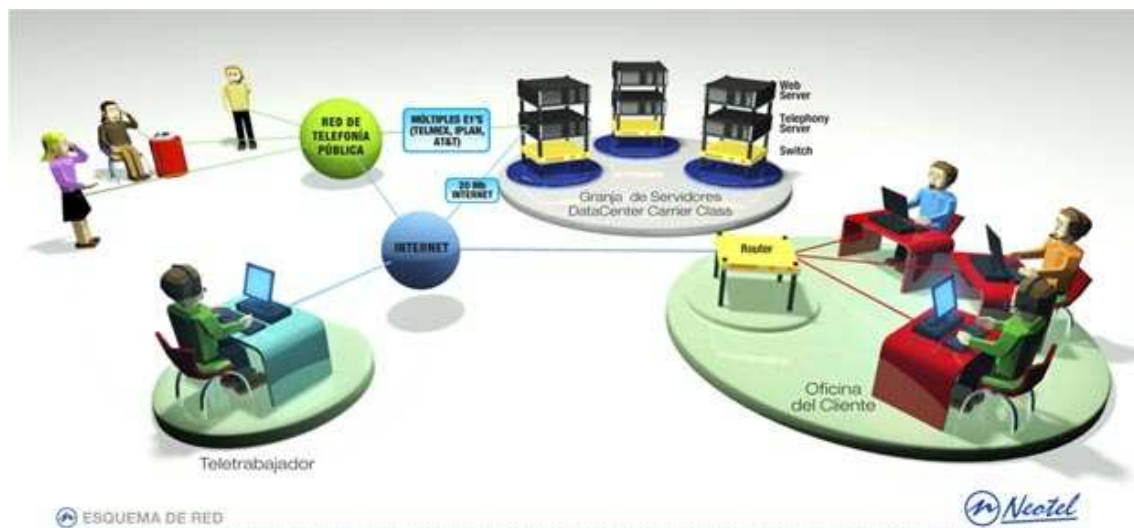 RED DE
TELEFONÍA
PÚBLICA
MÚLTIPLES E1'S
(TELMEX, IPLAN,
AT&T)
20 Mb
INTERNET
Web
Server
Telephony
Server
Switch
Granja de Servidores
DataCenter Carrier Class
INTERNET
Router
Oficina
del Cliente
Teletrabajador
ESQUEMA DE RED
Neotel